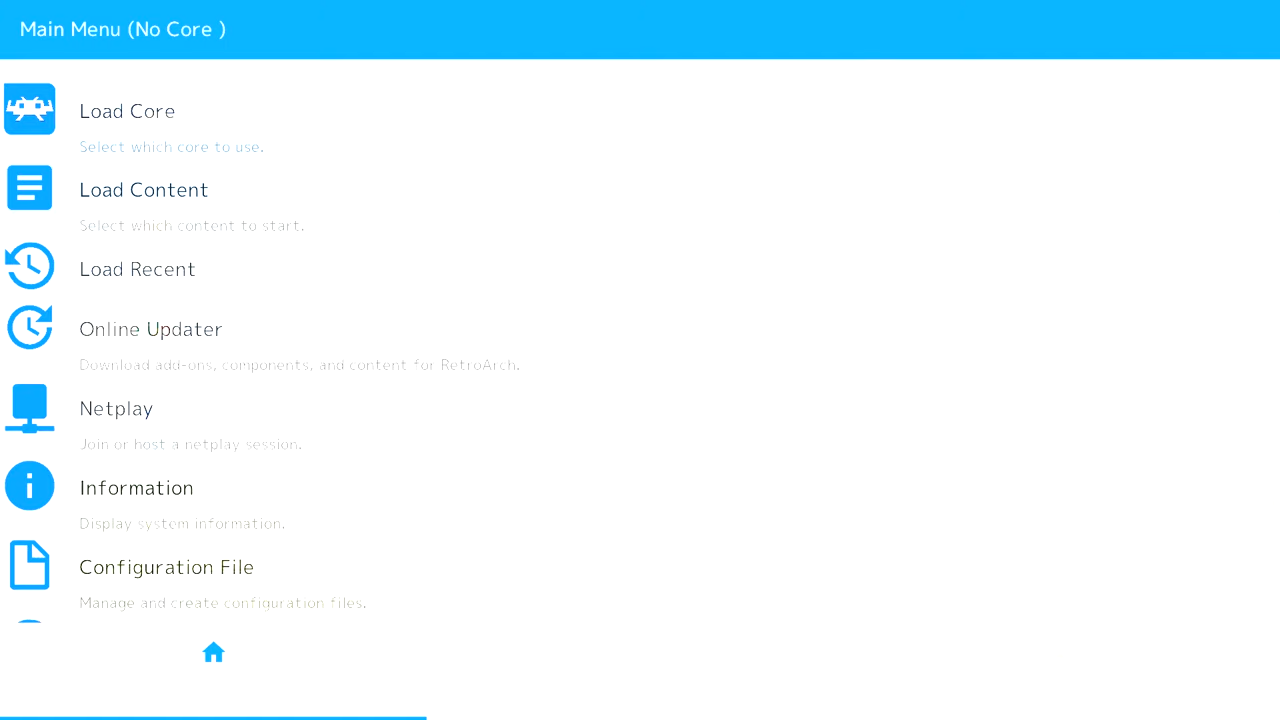 Main Menu (No Core )
Load Core
Select which core to use.
Load Content
Select which content to start.
Load Recent
Online Updater
Download add-ons, components, and content for RetroArch.
Netplay
Join or host a netplay session.
Information
Display system information.
Configuration File
Manage and create configuration files.